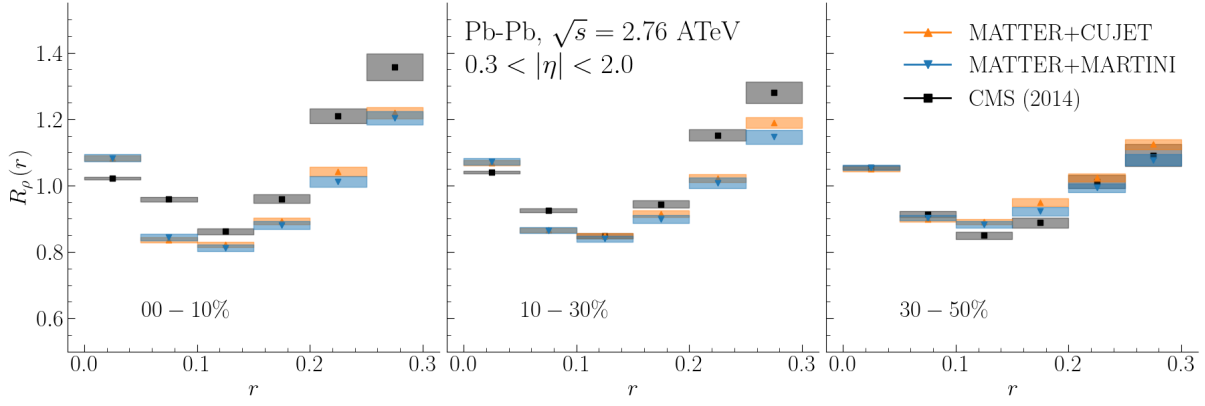 Pb-Pb, √s = 2.76 ATeV
0.3 < |η| < 2.0
MATTER+CUJET
MATTER+MARTINI
CMS (2014)
R_ρ(r)
1.4
1.2
1.0
0.8
0.6
00 − 10%
10 − 30%
30 − 50%
0.0 0.1 0.2 0.3
0.0 0.1 0.2 0.3
0.0 0.1 0.2 0.3
r
r
r